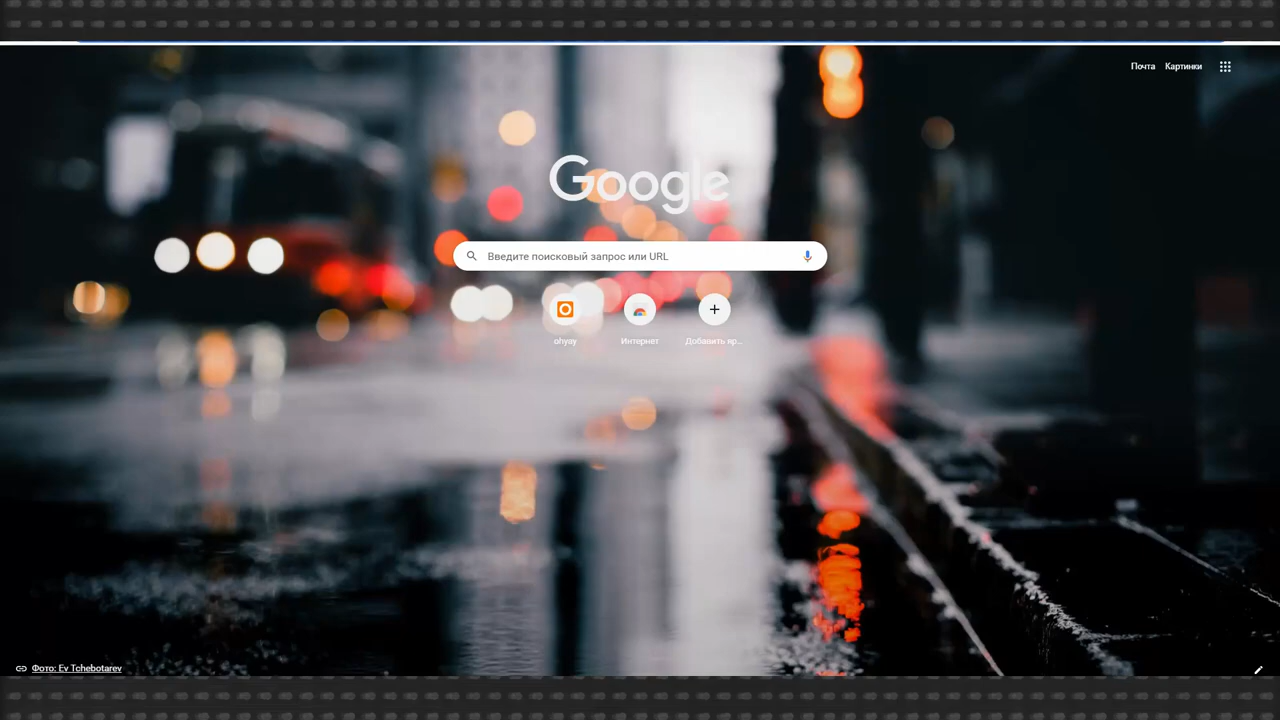 Почта Картинки
Google
Введите поисковый запрос или URL
ohyay Интернет Добавить яр...
Фото: Ev Tchebotarev